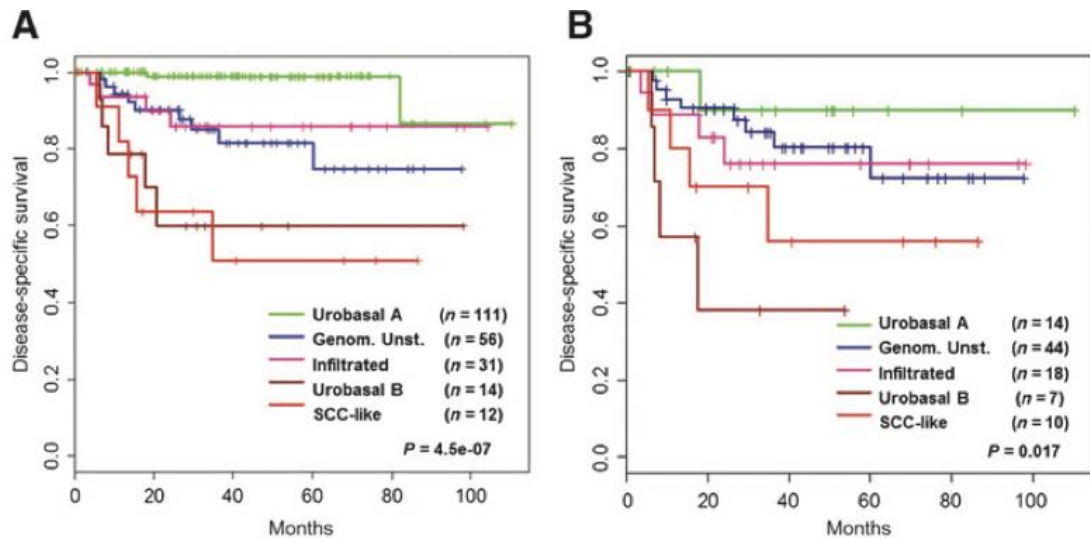 A
Disease-specific survival
1.0
0.8
0.6
0.4
0.2
0.0
Urobasal A (n = 111)
Genom. Unst. (n = 56)
Infiltrated (n = 31)
Urobasal B (n = 14)
SCC-like (n = 12)
P = 4.5e-07
0 20 40 60 80 100
Months
B
Disease-specific survival
1.0
0.8
0.6
0.4
0.2
0.0
Urobasal A (n = 14)
Genom. Unst. (n = 44)
Infiltrated (n = 18)
Urobasal B (n = 7)
SCC-like (n = 10)
P = 0.017
0 20 40 60 80 100
Months